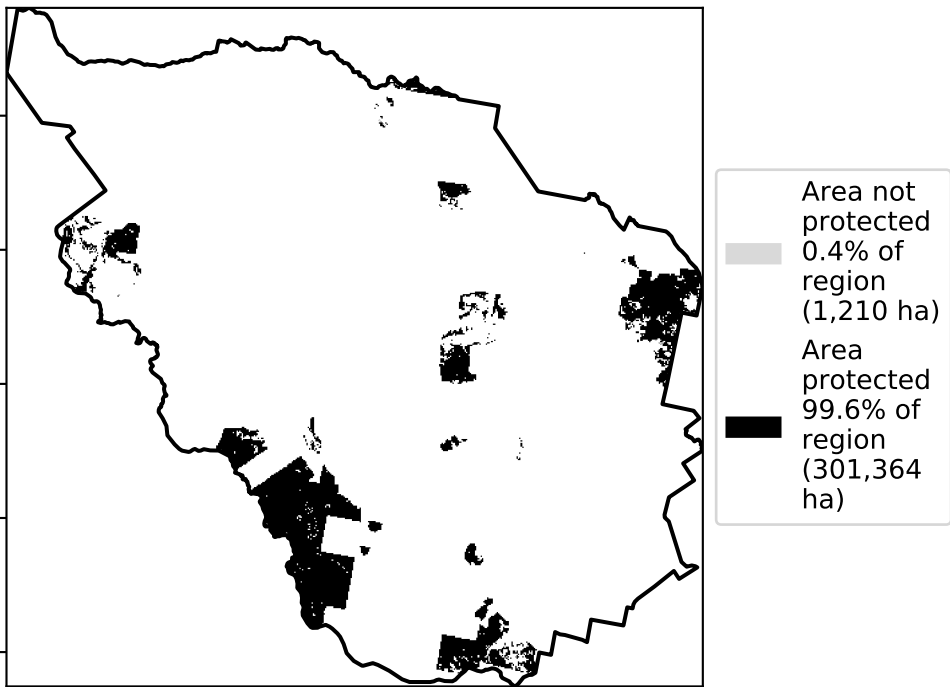 Area not
protected
0.4% of
region
(1,210 ha)
Area
protected
99.6% of
region
(301,364
ha)